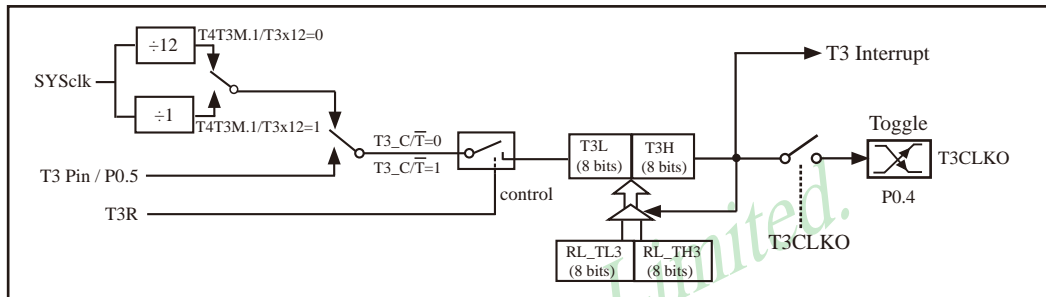 T4T3M.1/T3x12=0
÷12
SYSclk
÷1
T4T3M.1/T3x12=1
T3 Pin / P0.5
T3R
T3_C/T̅=0
T3_C/T̅=1
control
T3L
(8 bits)
T3H
(8 bits)
RL_TL3
(8 bits)
RL_TH3
(8 bits)
T3 Interrupt
Toggle
T3CLKO
P0.4
T3CLKO
Limited.